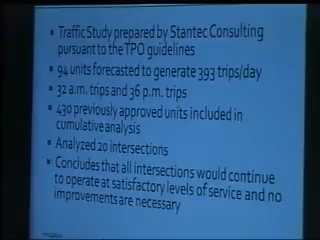 • Traffic Study prepared by Stantec Consulting
pursuant to the TPO guidelines
• 94 units forecasted to generate 393 trips/day
• 32 a.m. trips and 36 p.m. trips
• 430 previously approved units included in
cumulative analysis
• Analyzed 20 intersections
• Concludes that all intersections would continue
to operate at satisfactory levels of service and no
improvements are necessary